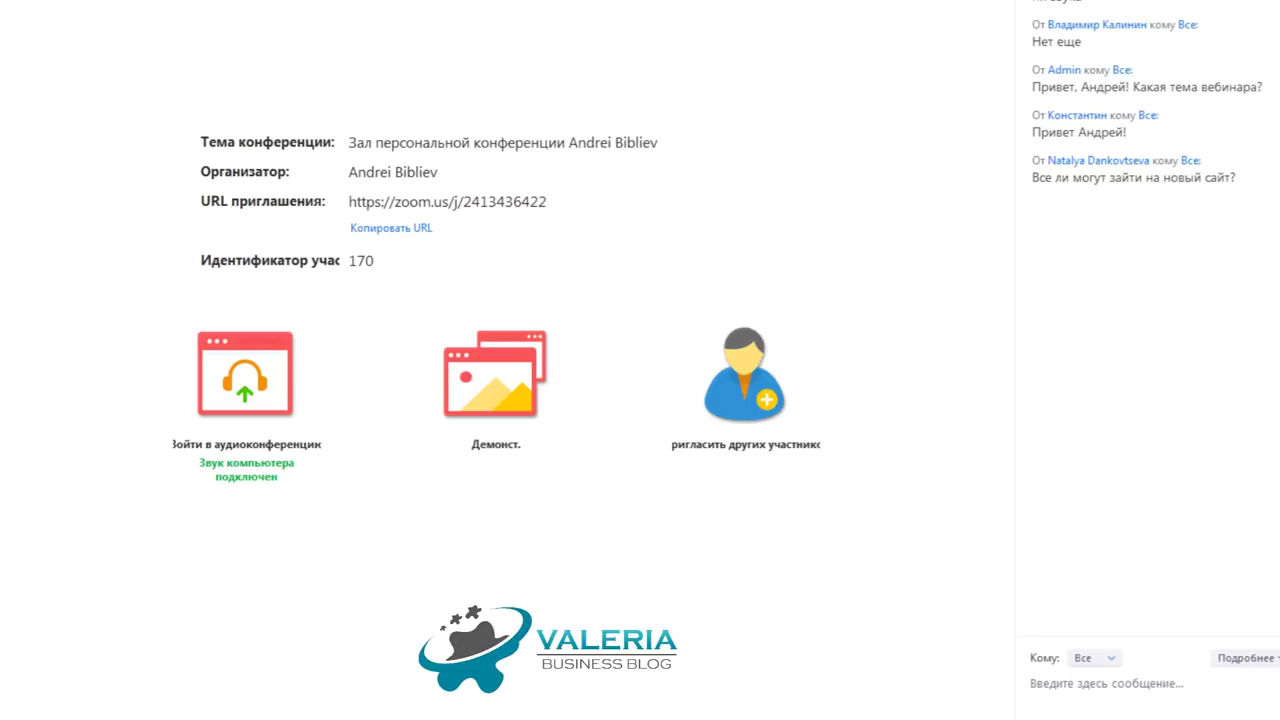 Тема конференции: Зал персональной конференции Andrei Bibliev
Организатор: Andrei Bibliev
URL приглашения: https://zoom.us/j/2413436422
Копировать URL
Идентификатор учас 170
Войти в аудиоконференцик
Звук компьютера
подключен
Демонст.
ригласить других участникс
VALERIA
BUSINESS BLOG
От Владимир Калинин кому Все:
Нет еще
От Admin кому Все:
Привет, Андрей! Какая тема вебинара?
От Константин кому Все:
Привет Андрей!
От Natalya Dankovtseva кому Все:
Все ли могут зайти на новый сайт?
Кому: Все
Подробнее
Введите здесь сообщение...